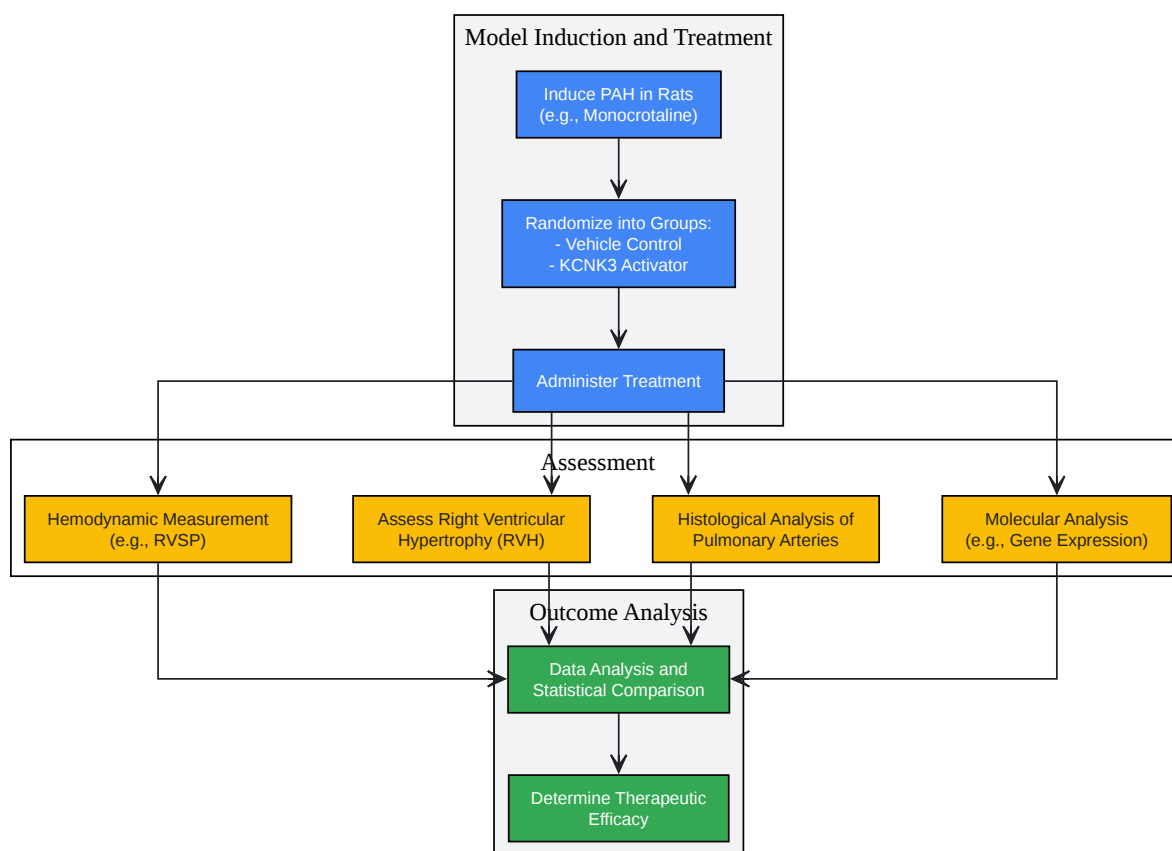 Model Induction and Treatment
Induce PAH in Rats
(e.g., Monocrotaline)
Randomize into Groups:
- Vehicle Control
- KCNK3 Activator
Administer Treatment
Assessment
Hemodynamic Measurement
(e.g., RVSP)
Assess Right Ventricular
Hypertrophy (RVH)
Histological Analysis of
Pulmonary Arteries
Molecular Analysis
(e.g., Gene Expression)
Outcome Analysis
Data Analysis and
Statistical Comparison
Determine Therapeutic
Efficacy